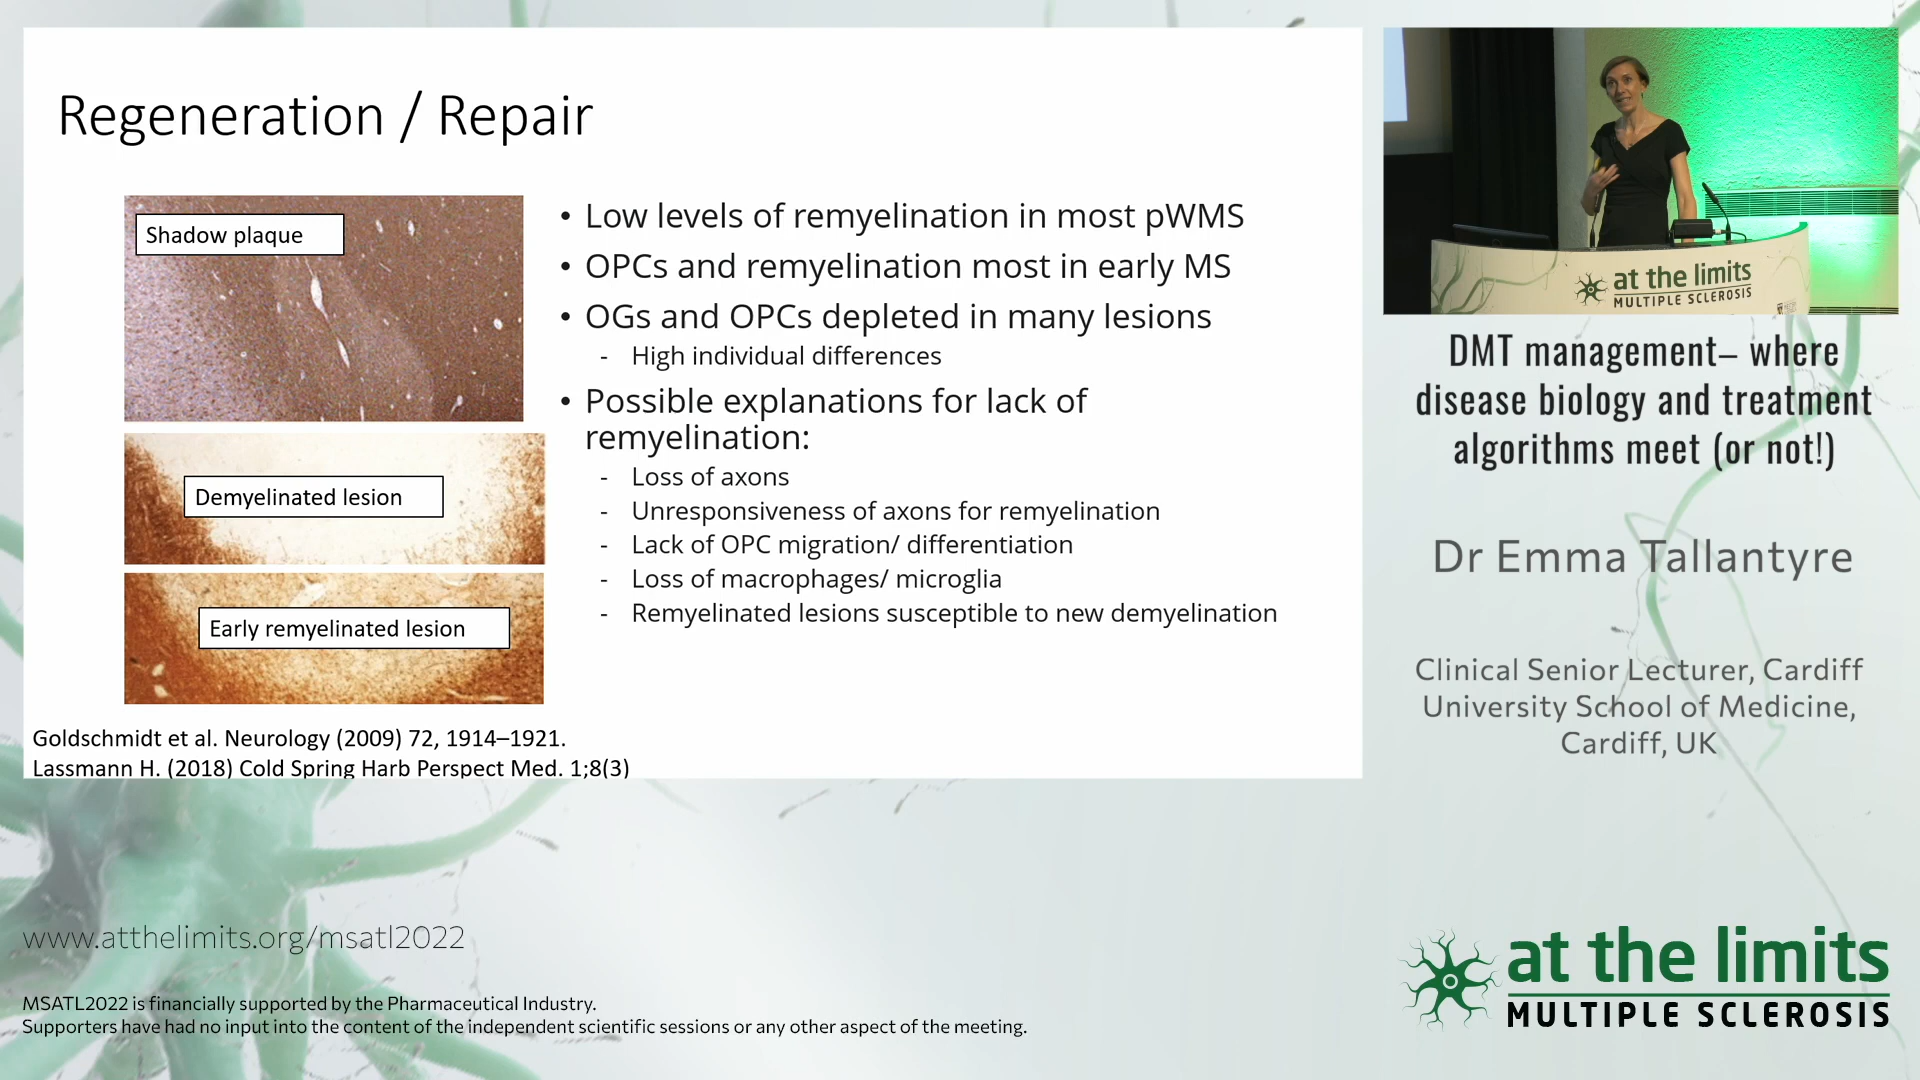 Regeneration / Repair
Shadow plaque
Demyelinated lesion
Early remyelinated lesion
• Low levels of remyelination in most pWMS
• OPCs and remyelination most in early MS
• OGs and OPCs depleted in many lesions
- High individual differences
• Possible explanations for lack of
remyelination:
- Loss of axons
- Unresponsiveness of axons for remyelination
- Lack of OPC migration/ differentiation
- Loss of macrophages/ microglia
- Remyelinated lesions susceptible to new demyelination
Goldschmidt et al. Neurology (2009) 72, 1914–1921.
Lassmann H. (2018) Cold Spring Harb Perspect Med. 1;8(3)
at the limits
MULTIPLE SCLEROSIS
DMT management– where
disease biology and treatment
algorithms meet (or not!)
Dr Emma Tallantyre
Clinical Senior Lecturer, Cardiff
University School of Medicine,
Cardiff, UK
www.atthelimits.org/msatl2022
MSATL2022 is financially supported by the Pharmaceutical Industry.
Supporters have had no input into the content of the independent scientific sessions or any other aspect of the meeting.
at the limits
MULTIPLE SCLEROSIS